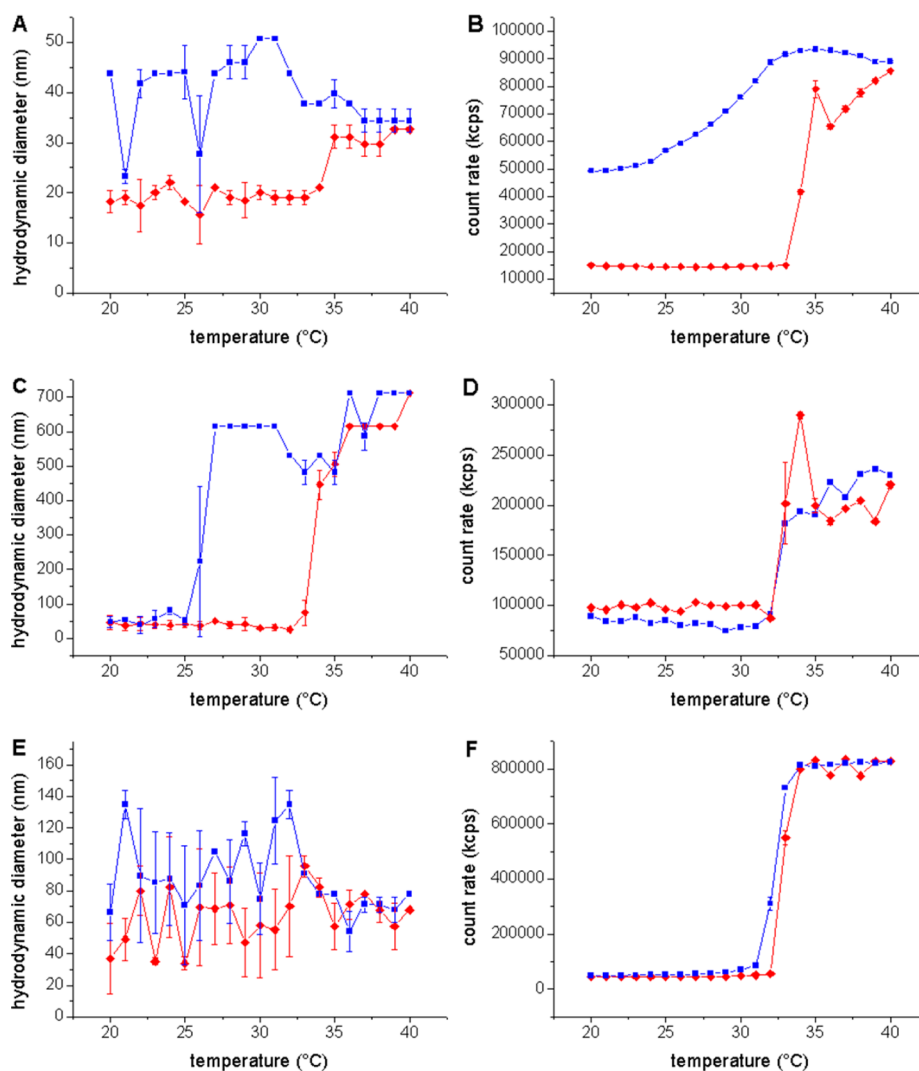 A
hydrodynamic diameter (nm)
50
40
30
20
10
0
20 25 30 35 40
temperature (°C)
B
count rate (kcps)
100000
90000
80000
70000
60000
50000
40000
30000
20000
10000
20 25 30 35 40
temperature (°C)
C
hydrodynamic diameter (nm)
700
600
500
400
300
200
100
0
20 25 30 35 40
temperature (°C)
D
count rate (kcps)
300000
250000
200000
150000
100000
50000
20 25 30 35 40
temperature (°C)
E
hydrodynamic diameter (nm)
160
140
120
100
80
60
40
20
0
20 25 30 35 40
temperature (°C)
F
count rate (kcps)
800000
600000
400000
200000
0
20 25 30 35 40
temperature (°C)